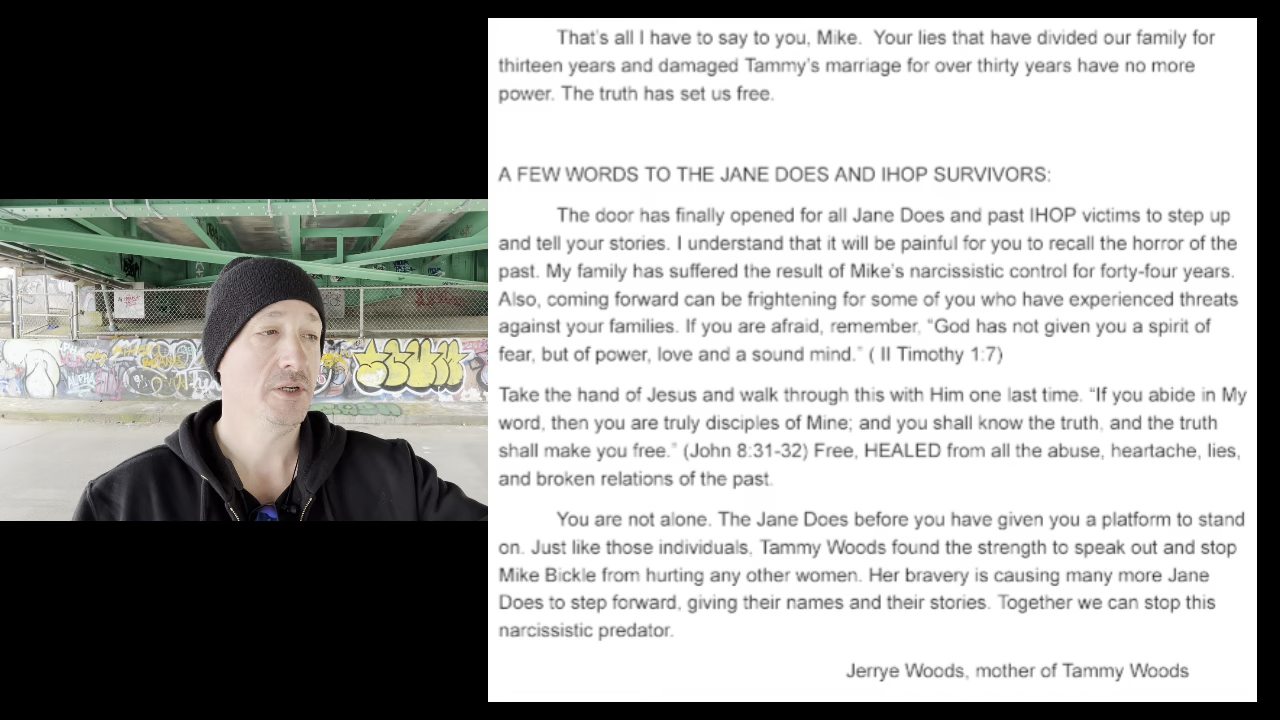 That's all I have to say to you, Mike. Your lies that have divided our family for
thirteen years and damaged Tammy's marriage for over thirty years have no more
power. The truth has set us free.
A FEW WORDS TO THE JANE DOES AND IHOP SURVIVORS:
The door has finally opened for all Jane Does and past IHOP victims to step up
and tell your stories. I understand that it will be painful for you to recall the horror of the
past. My family has suffered the result of Mike's narcissistic control for forty-four years.
Also, coming forward can be frightening for some of you who have experienced threats
against your families. If you are afraid, remember, "God has not given you a spirit of
fear, but of power, love and a sound mind." ( II Timothy 1:7)
Take the hand of Jesus and walk through this with Him one last time. "If you abide in My
word, then you are truly disciples of Mine; and you shall know the truth, and the truth
shall make you free." (John 8:31-32) Free, HEALED from all the abuse, heartache, lies,
and broken relations of the past.
You are not alone. The Jane Does before you have given you a platform to stand
on. Just like those individuals, Tammy Woods found the strength to speak out and stop
Mike Bickle from hurting any other women. Her bravery is causing many more Jane
Does to step forward, giving their names and their stories. Together we can stop this
narcissistic predator.
Jerrye Woods, mother of Tammy Woods